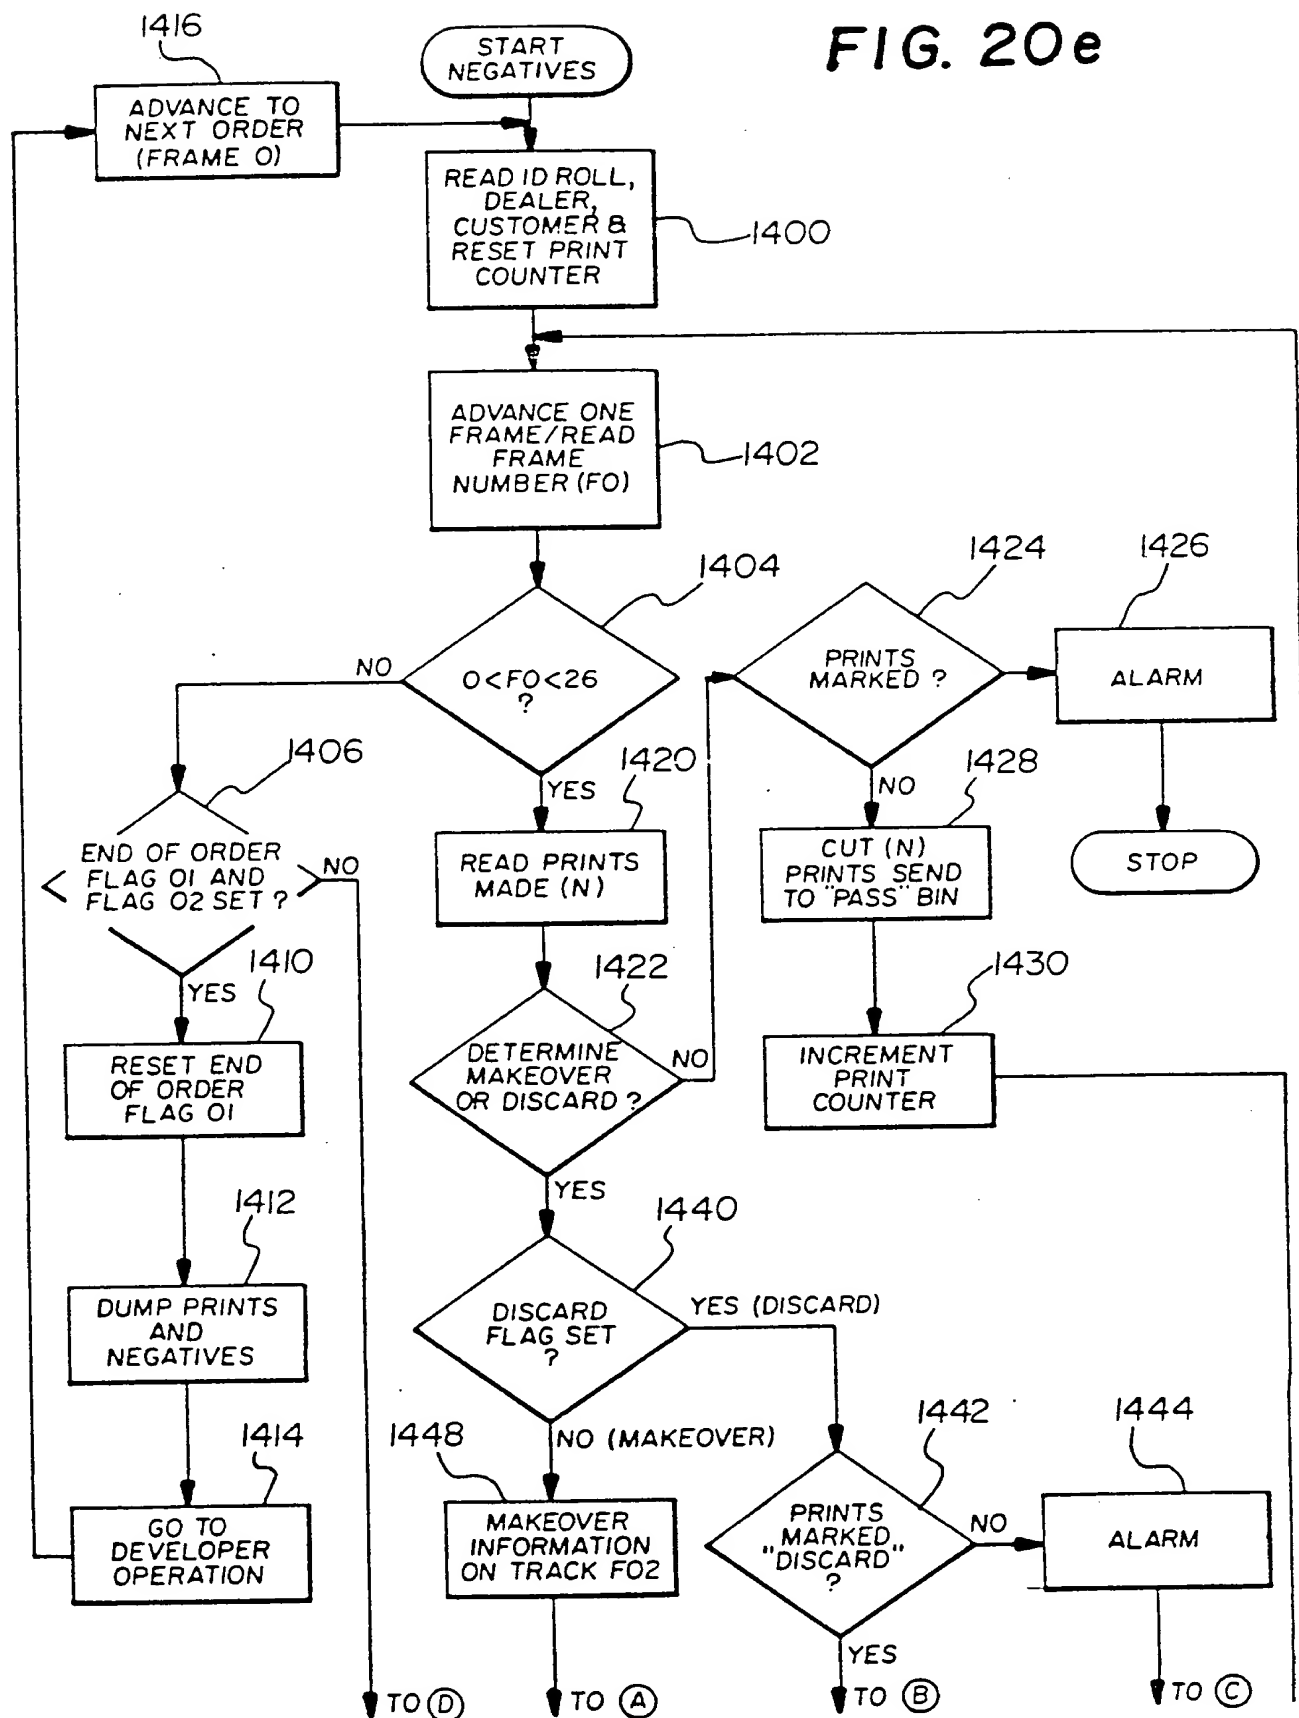 FIG. 20e
1416
START
NEGATIVES
ADVANCE TO
NEXT ORDER
(FRAME 0)
READ ID ROLL,
DEALER,
CUSTOMER &
RESET PRINT
COUNTER
1400
ADVANCE ONE
FRAME/READ
FRAME
NUMBER (FO)
1402
1404
0<FO<26
?
NO
YES
1424
PRINTS
MARKED ?
1426
ALARM
STOP
1406
END OF ORDER
FLAG 01 AND
FLAG 02 SET ?
NO
YES
1420
READ PRINTS
MADE (N)
NO
1428
CUT (N)
PRINTS SEND
TO "PASS" BIN
1410
RESET END
OF ORDER
FLAG 01
1422
DETERMINE
MAKEOVER
OR DISCARD ?
NO
YES
1430
INCREMENT
PRINT
COUNTER
1412
DUMP PRINTS
AND
NEGATIVES
1440
DISCARD
FLAG SET
?
YES (DISCARD)
NO (MAKEOVER)
1414
GO TO
DEVELOPER
OPERATION
1448
MAKEOVER
INFORMATION
ON TRACK FO2
1442
PRINTS
MARKED
"DISCARD"
?
NO
YES
1444
ALARM
TO D
TO A
TO B
TO C